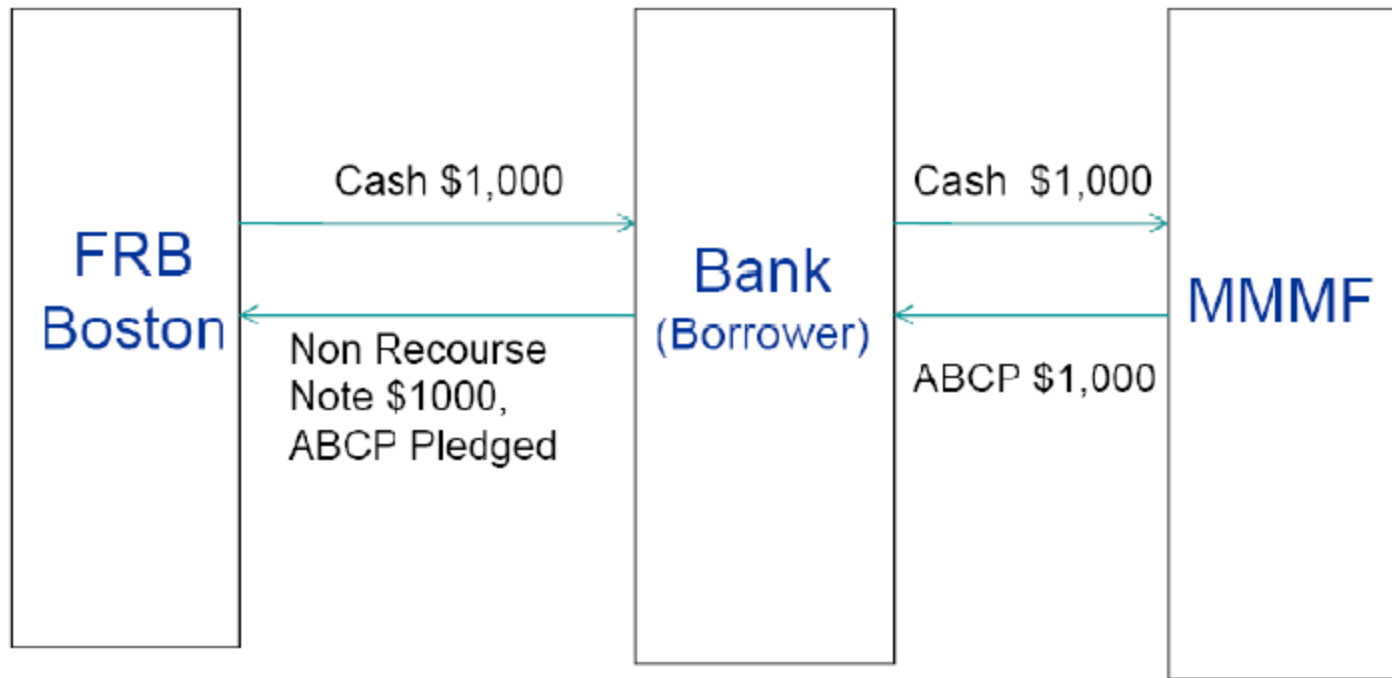 FRB
Boston
Cash $1,000
Non Recourse
Note $1000,
ABCP Pledged
Bank
(Borrower)
Cash $1,000
ABCP $1,000
MMMF